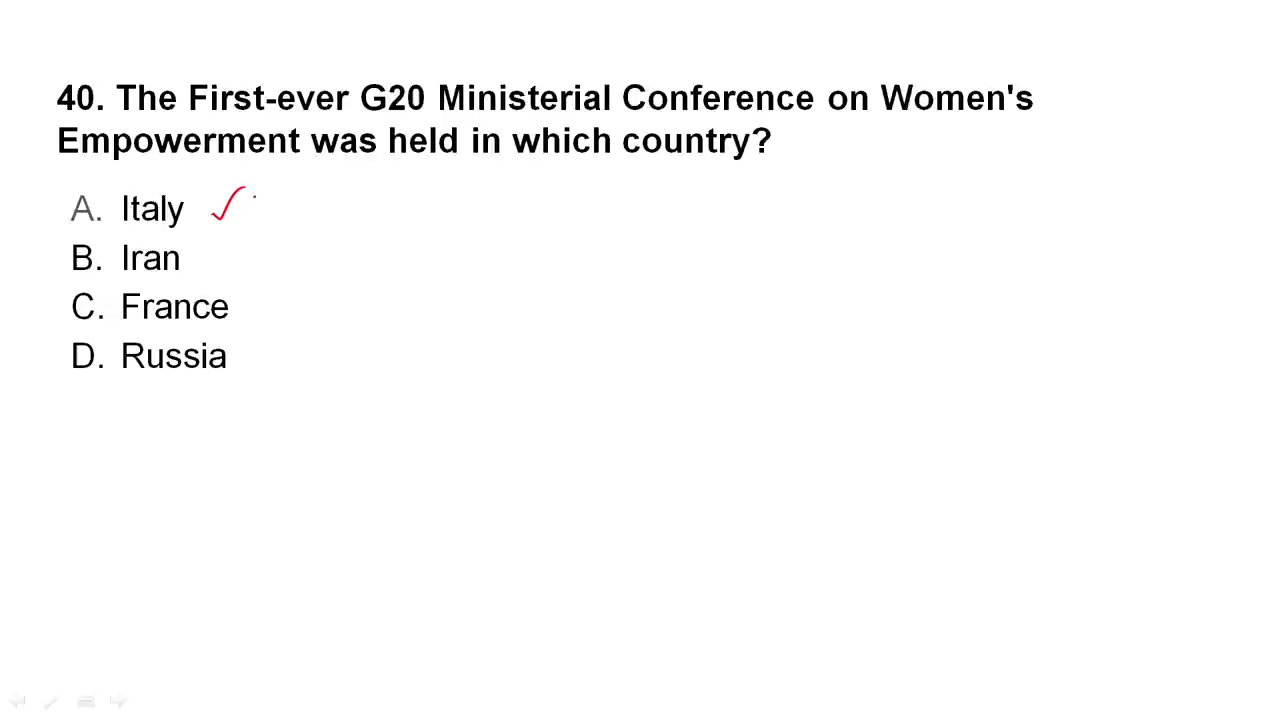 40. The First-ever G20 Ministerial Conference on Women's
Empowerment was held in which country?
A. Italy
B. Iran
C. France
D. Russia